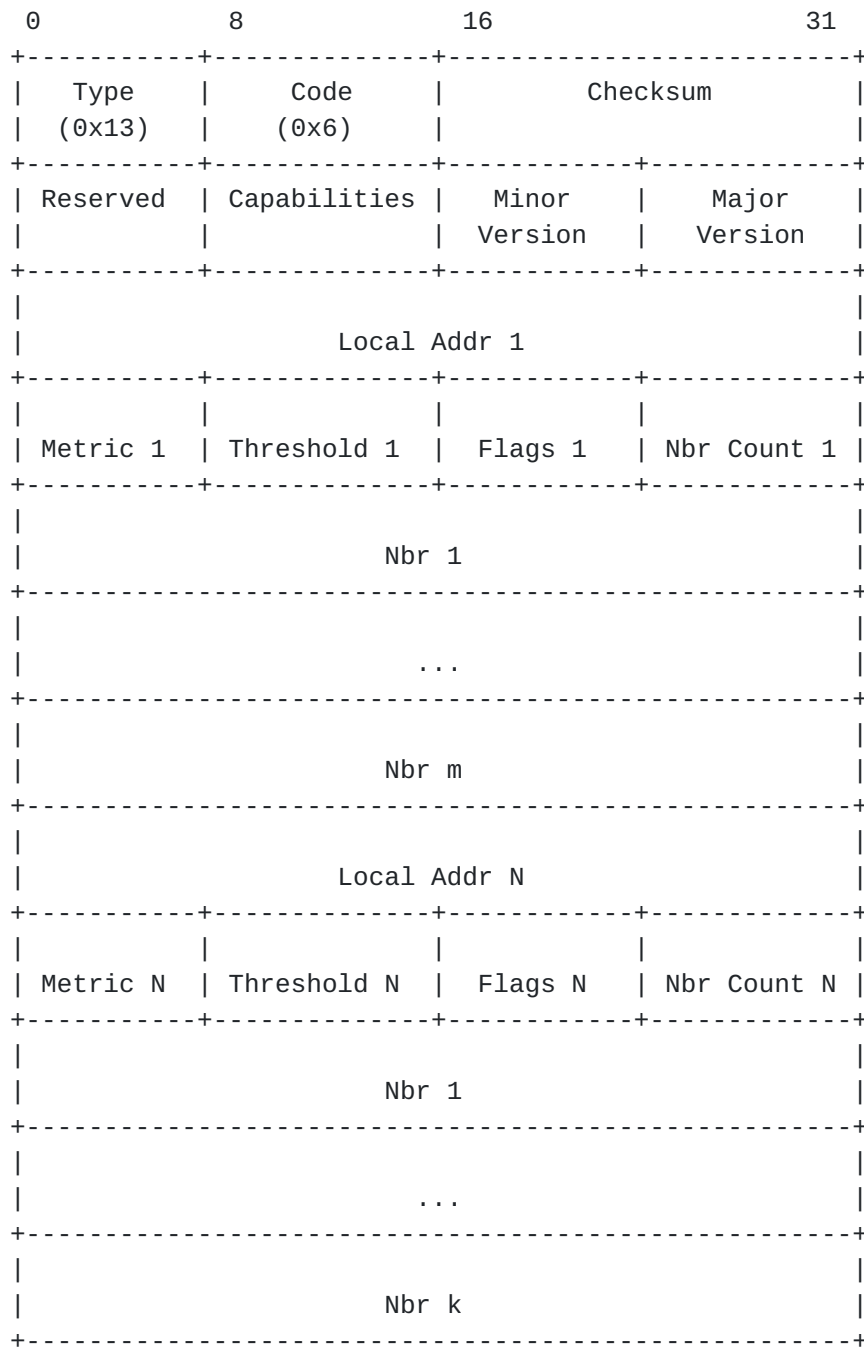 0             8               16                     31
+-----------+--------------+--------------------------+
|   Type    |     Code     |         Checksum         |
|  (0x13)   |    (0x6)     |                          |
+-----------+--------------+------------+-------------+
| Reserved  | Capabilities |   Minor    |    Major    |
|           |              |  Version   |   Version   |
+-----------+--------------+------------+-------------+
|                                                     |
|                    Local Addr 1                     |
+-----------+--------------+------------+-------------+
|           |              |            |             |
| Metric 1  | Threshold 1  |  Flags 1   | Nbr Count 1 |
+-----------+--------------+------------+-------------+
|                                                     |
|                       Nbr 1                         |
+-----------------------------------------------------+
|                                                     |
|                         ...                         |
+-----------------------------------------------------+
|                                                     |
|                       Nbr m                         |
+-----------------------------------------------------+
|                                                     |
|                    Local Addr N                     |
+-----------+--------------+------------+-------------+
|           |              |            |             |
| Metric N  | Threshold N  |  Flags N   | Nbr Count N |
+-----------+--------------+------------+-------------+
|                                                     |
|                       Nbr 1                         |
+-----------------------------------------------------+
|                                                     |
|                         ...                         |
+-----------------------------------------------------+
|                                                     |
|                       Nbr k                         |
+-----------------------------------------------------+